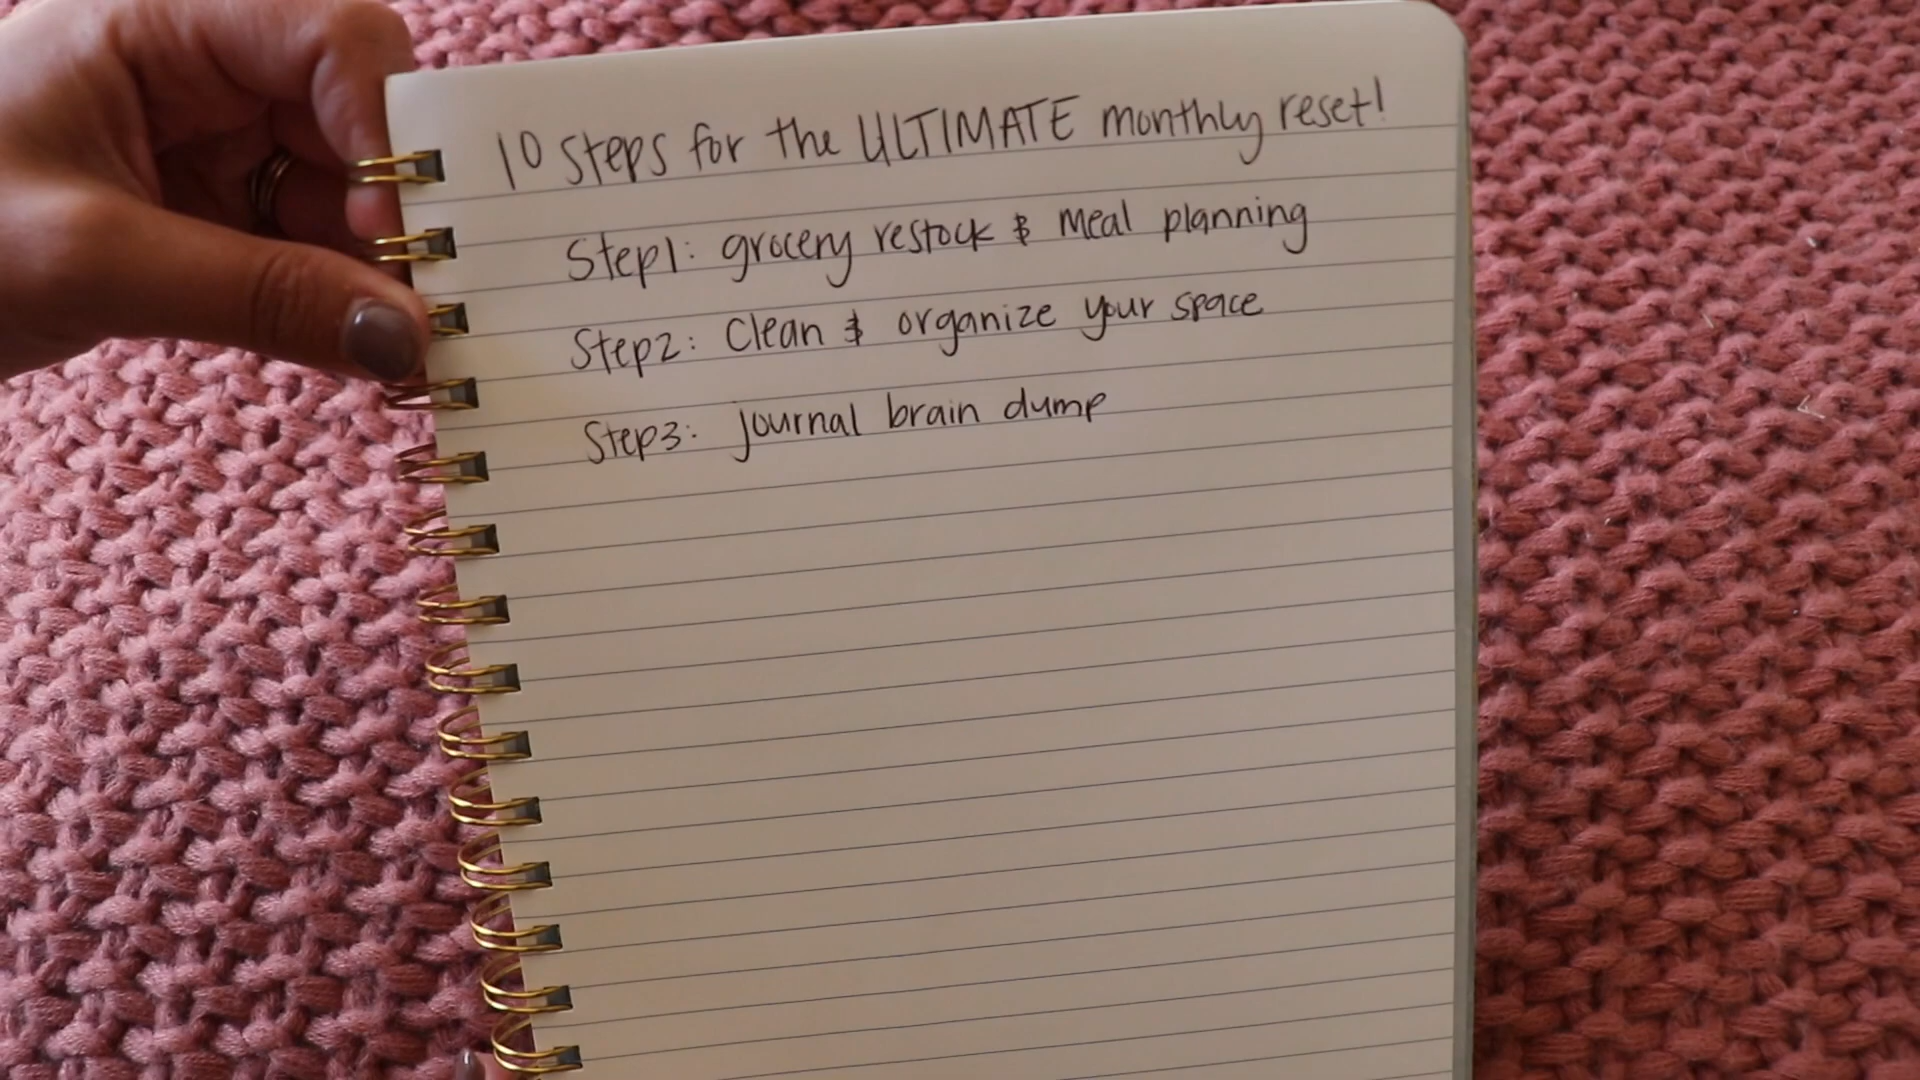 10 steps for the ULTIMATE monthly reset!
Step1: grocery restock & meal planning
Step2: Clean & organize your space
Step3: journal brain dump